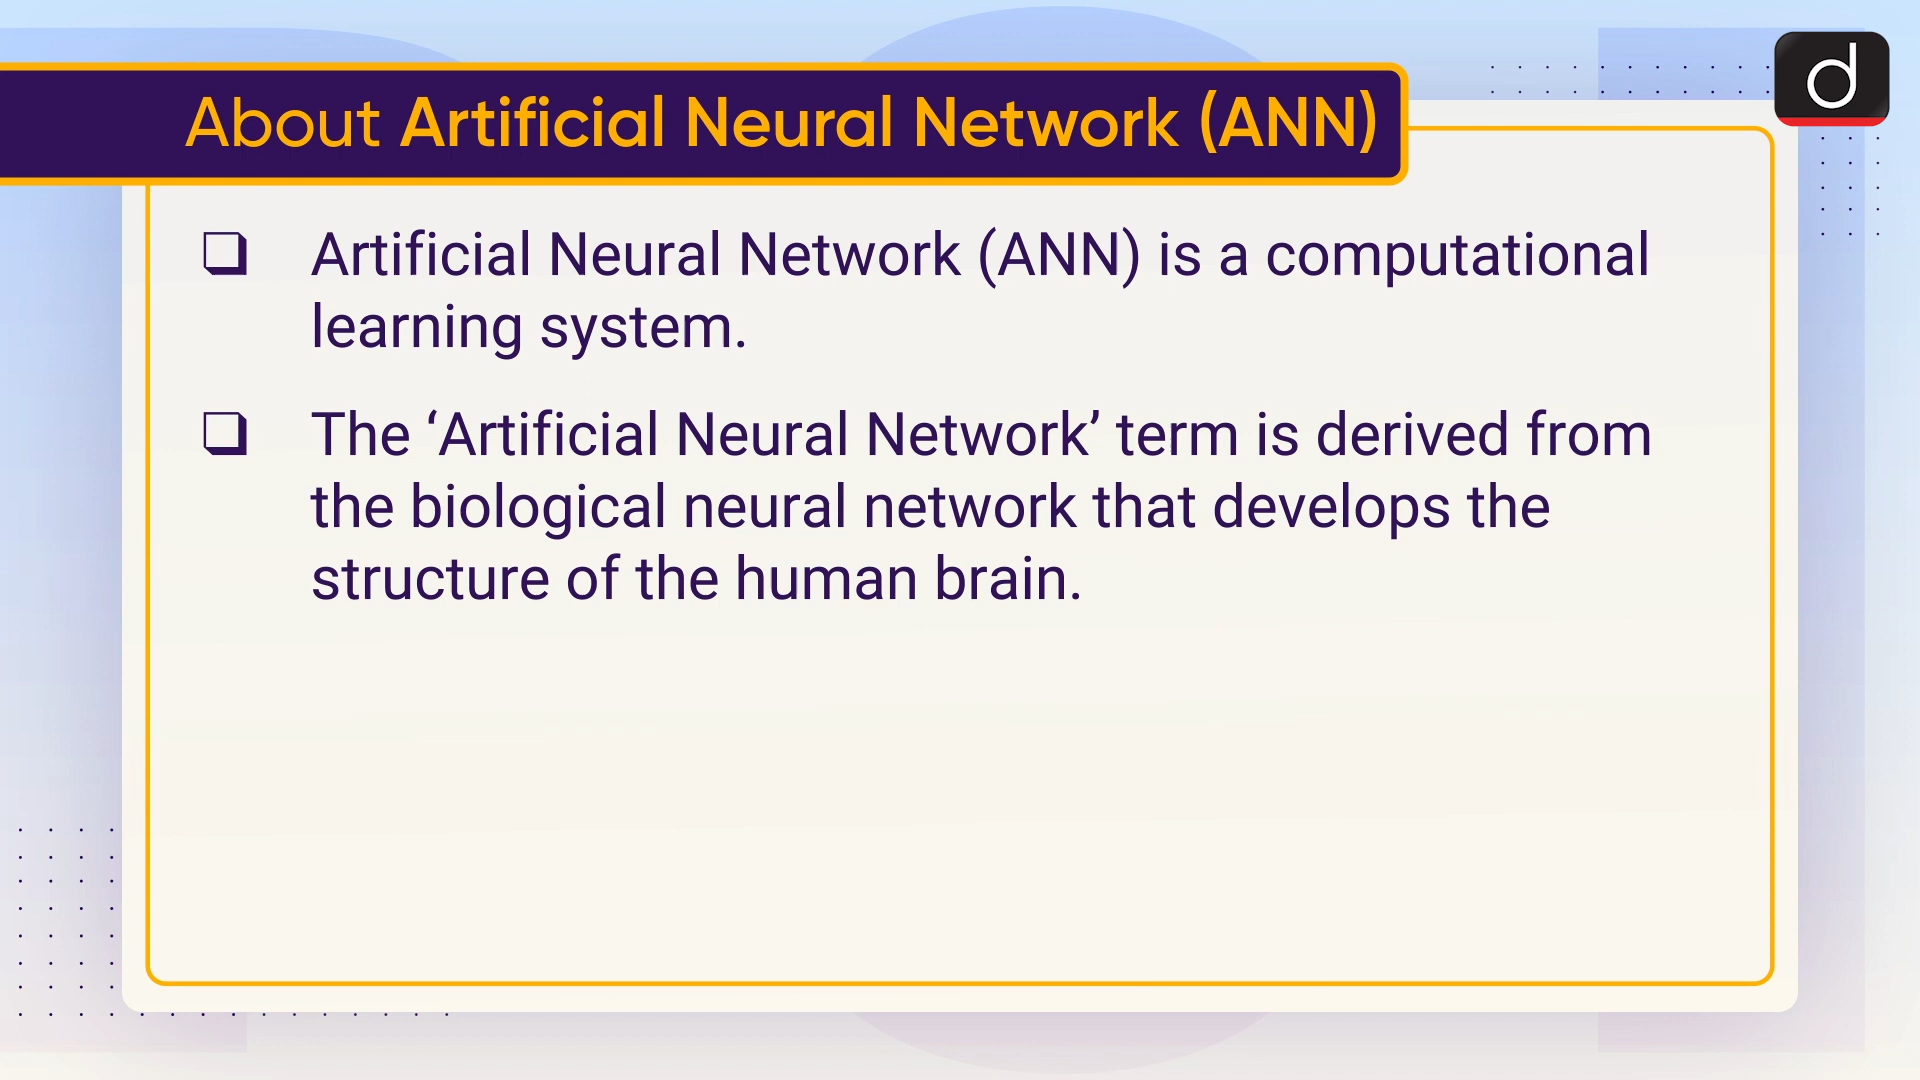 About Artificial Neural Network (ANN)
d
❑ Artificial Neural Network (ANN) is a computational
learning system.
❑ The ‘Artificial Neural Network’ term is derived from
the biological neural network that develops the
structure of the human brain.